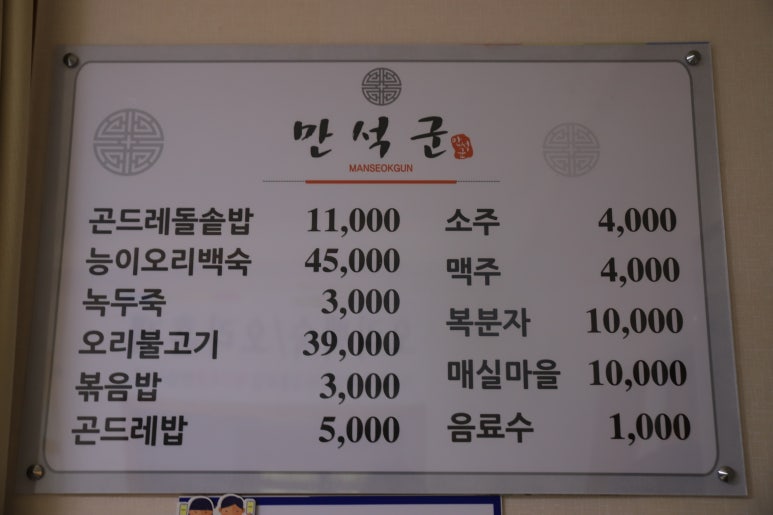 만석군
만석군
MANSEOKGUN
곤드레돌솥밥 11,000
능이오리백숙 45,000
녹두죽 3,000
오리불고기 39,000
볶음밥 3,000
곤드레밥 5,000
소주 4,000
맥주 4,000
복분자 10,000
매실마을 10,000
음료수 1,000